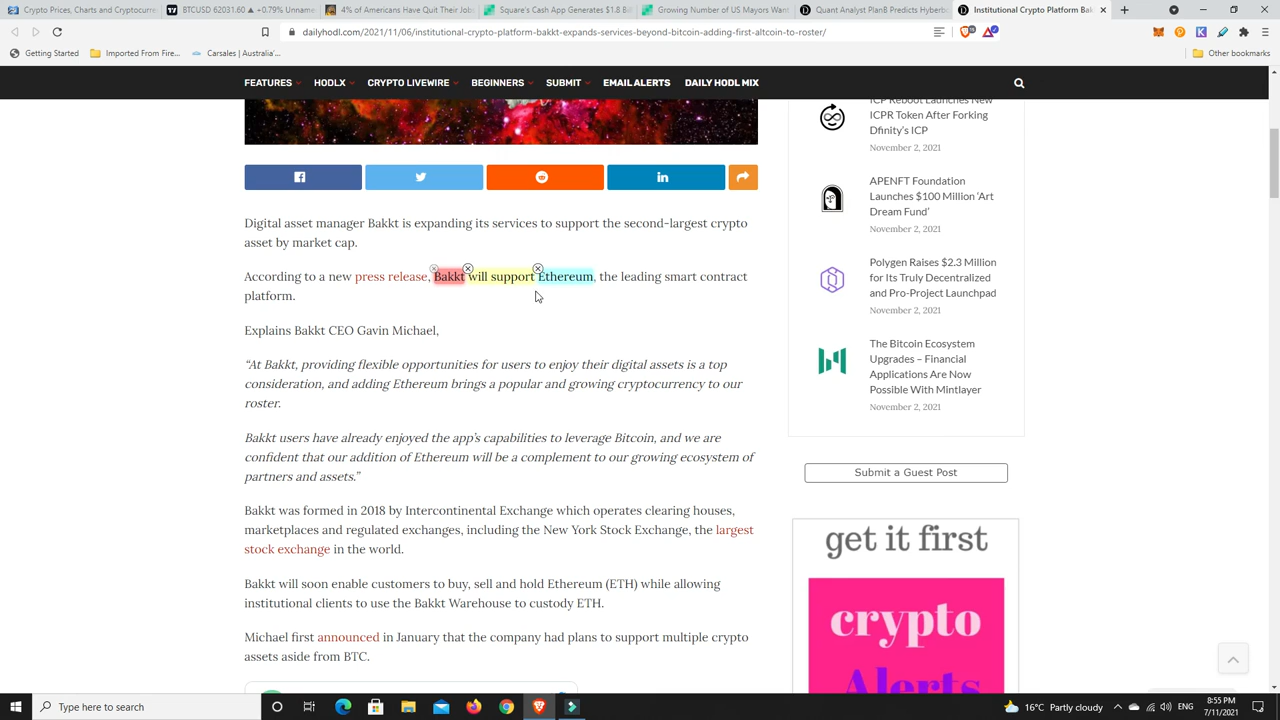 Crypto Prices, Charts and Cryptocurr
BTCUSD 62031.60 ▲ +0.79% Unname
4% of Americans Have Quit Their Job
Square's Cash App Generates $1.8 Bil
Growing Number of US Mayors Want
Quant Analyst PlanB Predicts Hyperbo
Institutional Crypto Platform Bak
dailyhodl.com/2021/11/06/institutional-crypto-platform-bakkt-expands-services-beyond-bitcoin-adding-first-altcoin-to-roster/
Getting Started
Imported From Fire...
Carsales | Australia'...
Other bookmarks
FEATURES
HODLX
CRYPTO LIVEWIRE
BEGINNERS
SUBMIT
EMAIL ALERTS
DAILY HODL MIX
Digital asset manager Bakkt is expanding its services to support the second-largest crypto
asset by market cap.
According to a new press release, Bakkt will support Ethereum, the leading smart contract
platform.
Explains Bakkt CEO Gavin Michael,
“At Bakkt, providing flexible opportunities for users to enjoy their digital assets is a top
consideration, and adding Ethereum brings a popular and growing cryptocurrency to our
roster.
Bakkt users have already enjoyed the app’s capabilities to leverage Bitcoin, and we are
confident that our addition of Ethereum will be a complement to our growing ecosystem of
partners and assets.”
Bakkt was formed in 2018 by Intercontinental Exchange which operates clearing houses,
marketplaces and regulated exchanges, including the New York Stock Exchange, the largest
stock exchange in the world.
Bakkt will soon enable customers to buy, sell and hold Ethereum (ETH) while allowing
institutional clients to use the Bakkt Warehouse to custody ETH.
Michael first announced in January that the company had plans to support multiple crypto
assets aside from BTC.
ICP Reboot Launches New
ICPR Token After Forking
Dfinity’s ICP
November 2, 2021
APENFT Foundation
Launches $100 Million ‘Art
Dream Fund’
November 2, 2021
Polygen Raises $2.3 Million
for Its Truly Decentralized
and Pro-Project Launchpad
November 2, 2021
The Bitcoin Ecosystem
Upgrades – Financial
Applications Are Now
Possible With Mintlayer
November 2, 2021
Submit a Guest Post
get it first
crypto
Alerts
Type here to search
16°C Partly cloudy
ENG
8:55 PM
7/11/2021